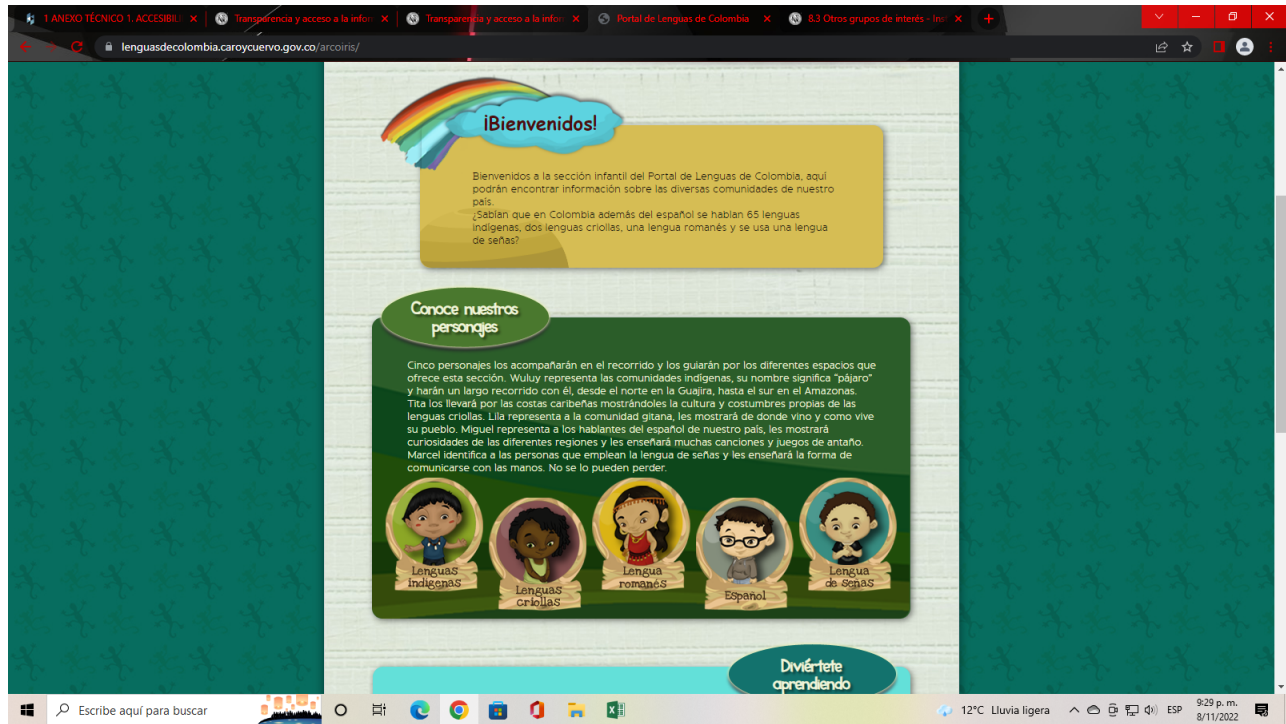 1 ANEXO TÉCNICO 1. ACCESIBIL
Transparencia y acceso a la infor
Transparencia y acceso a la infor
Portal de Lenguas de Colombia
8.3 Otros grupos de interés - Inst
lenguasdecolombia.caroycuervo.gov.co/arcoiris/
¡Bienvenidos!
Bienvenidos a la sección infantil del Portal de Lenguas de Colombia, aquí
podrán encontrar información sobre las diversas comunidades de nuestro
país.
¿Sabían que en Colombia además del español se hablan 65 lenguas
indígenas, dos lenguas criollas, una lengua romanés y se usa una lengua
de señas?
Conoce nuestros
personajes
Cinco personajes los acompañarán en el recorrido y los guiarán por los diferentes espacios que
ofrece esta sección. Wuluy representa las comunidades indígenas, su nombre significa "pájaro"
y harán un largo recorrido con él, desde el norte en la Guajira, hasta el sur en el Amazonas.
Tita los llevará por las costas caribeñas mostrándoles la cultura y costumbres propias de las
lenguas criollas. Lila representa a la comunidad gitana, les mostrará de donde vino y como vive
su pueblo. Miguel representa a los hablantes del español de nuestro país, les mostrará
curiosidades de las diferentes regiones y les enseñará muchas canciones y juegos de antaño.
Marcel identifica a las personas que emplean la lengua de señas y les enseñará la forma de
comunicarse con las manos. No se lo pueden perder.
Lenguas
indígenas
Lenguas
criollas
Lengua
romanés
Español
Lengua
de señas
Diviértete
aprendiendo
Escribe aquí para buscar
12°C Lluvia ligera
ESP
9:29 p. m.
8/11/2022